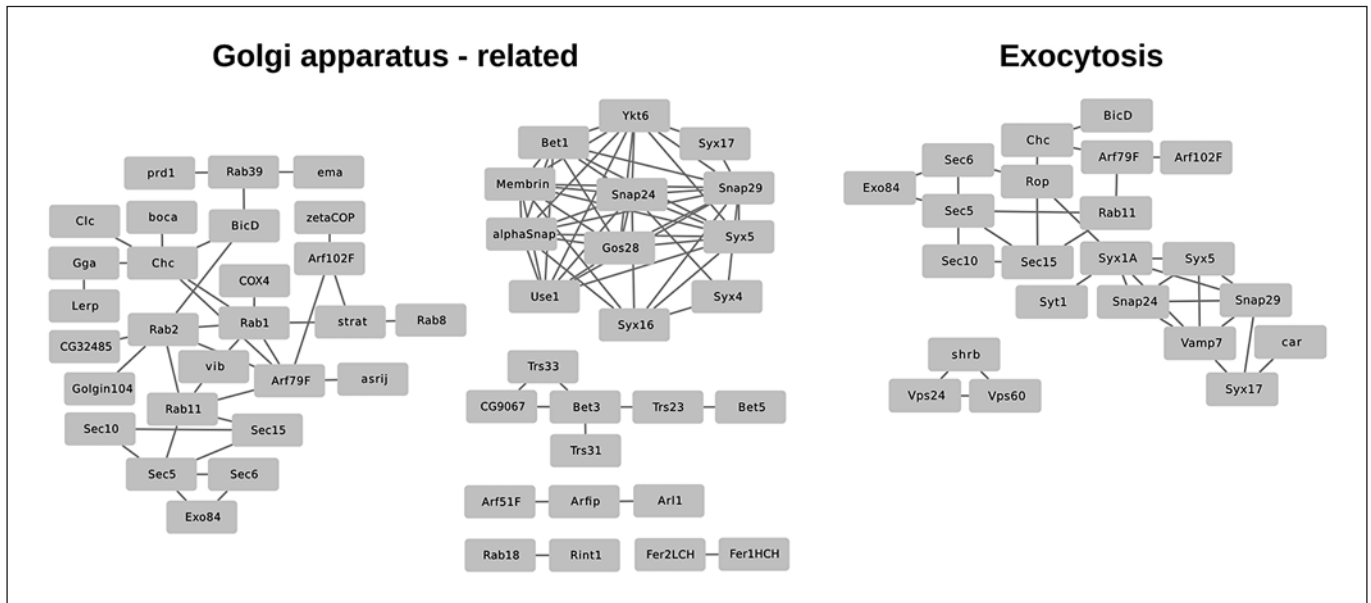 Golgi apparatus - related
Exocytosis
Ykt6
Bet1
Syx17
Membrin
Snap24
Snap29
alphaSnap
Gos28
Syx5
Use1
Syx4
Syx16
prd1
Rab39
ema
Clc
boca
BicD
zetaCOP
Gga
Chc
Arf102F
Lerp
COX4
Rab2
Rab1
strat
Rab8
CG32485
vib
Golgin104
Arf79F
asrij
Rab11
Sec10
Sec15
Sec5
Sec6
Exo84
Trs33
CG9067
Bet3
Trs23
Bet5
Trs31
Arf51F
Arfip
Arl1
Rab18
Rint1
Fer2LCH
Fer1HCH
BicD
Chc
Sec6
Arf79F
Arf102F
Exo84
Rop
Sec5
Rab11
Sec10
Sec15
Syx1A
Syx5
Syt1
Snap24
Snap29
Vamp7
car
Syx17
shrb
Vps24
Vps60